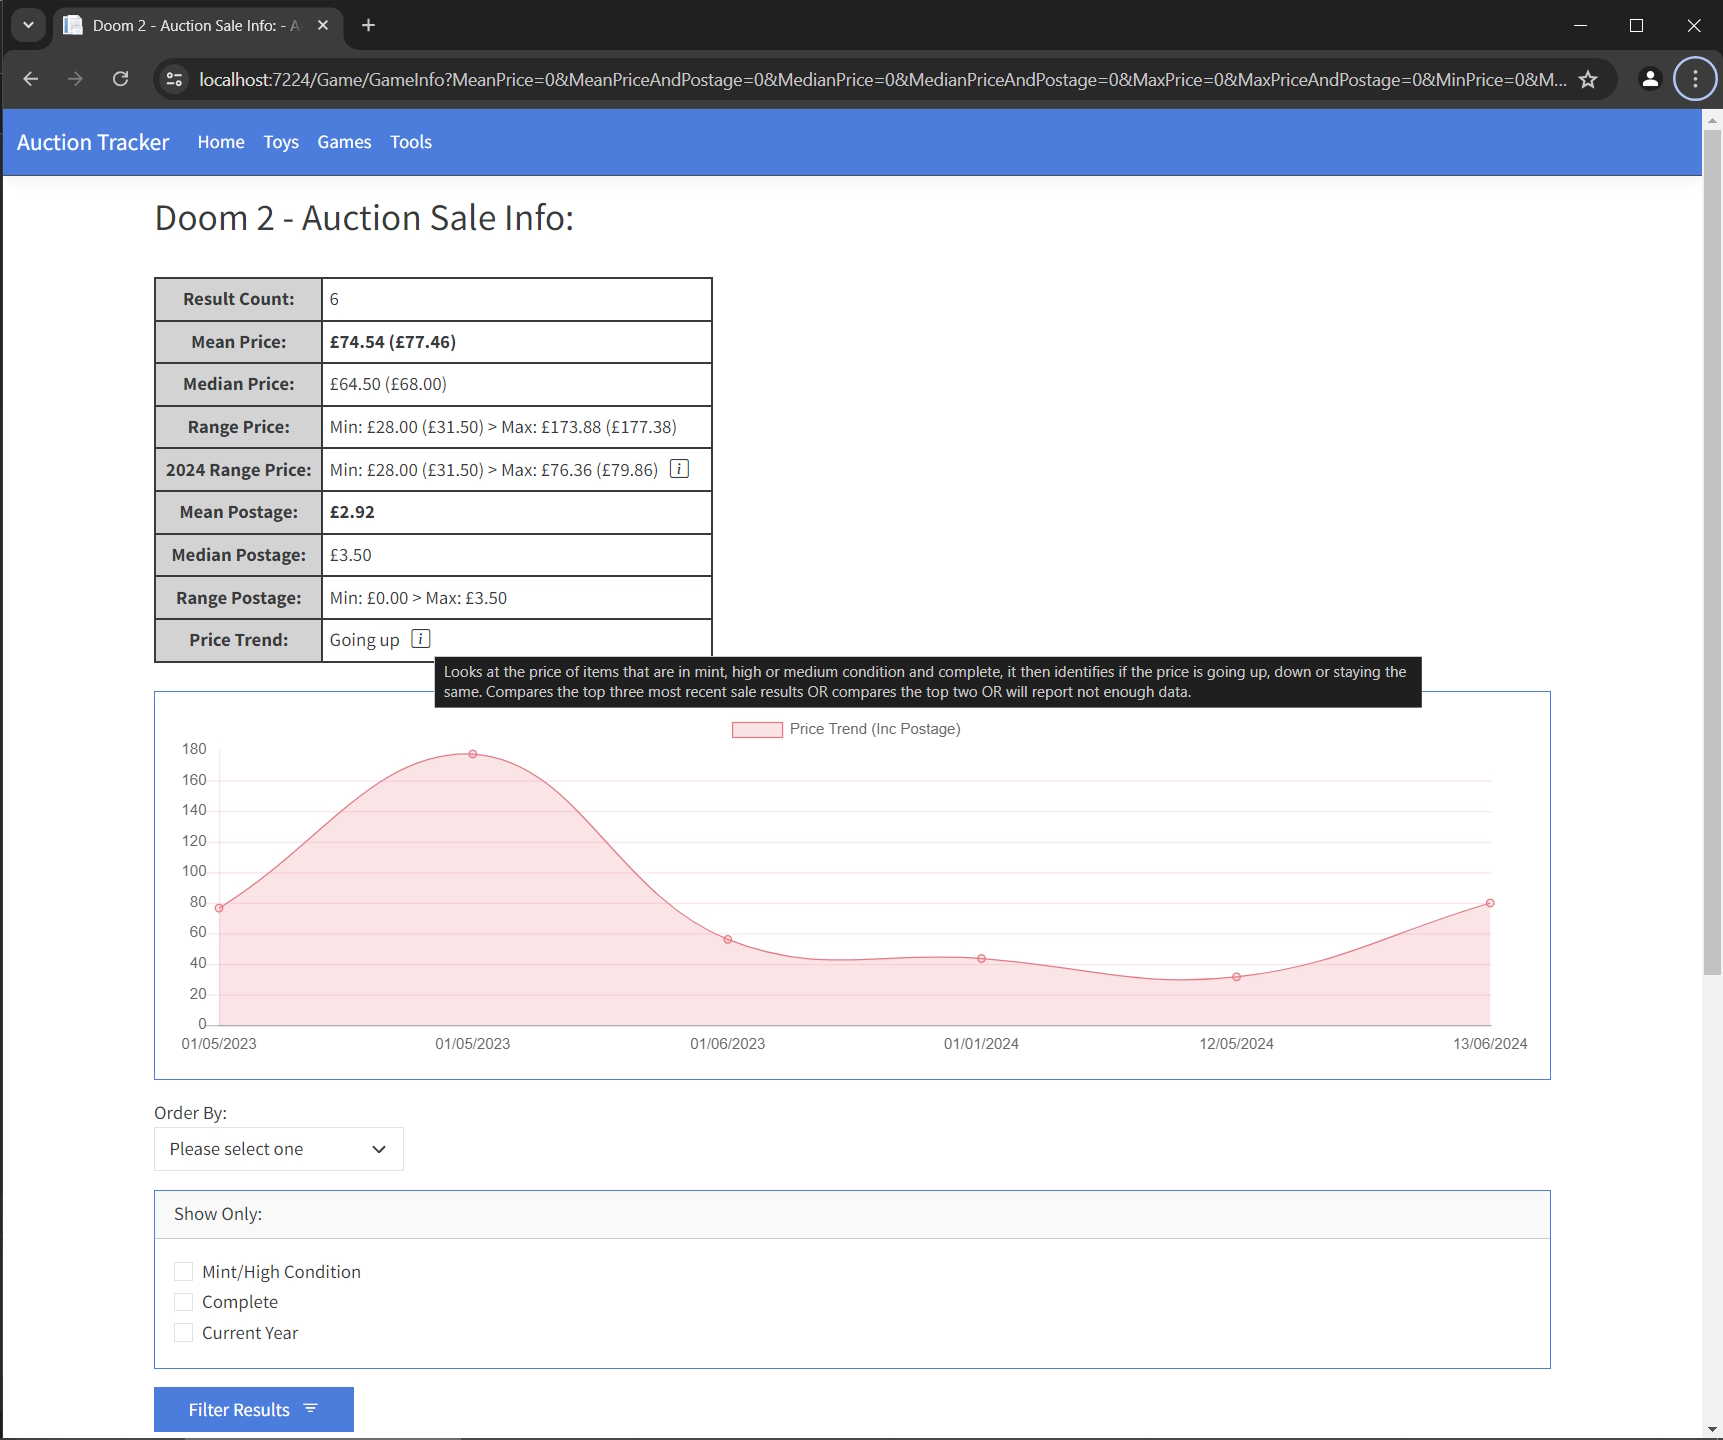 Doom 2 - Auction Sale Info: - A
localhost:7224/Game/GameInfo?MeanPrice=0&MeanPriceAndPostage=0&MedianPrice=0&MedianPriceAndPostage=0&MaxPrice=0&MaxPriceAndPostage=0&MinPrice=0&M...
Auction Tracker Home Toys Games Tools
Doom 2 - Auction Sale Info:
Result Count: 6
Mean Price: £74.54 (£77.46)
Median Price: £64.50 (£68.00)
Range Price: Min: £28.00 (£31.50) > Max: £173.88 (£177.38)
2024 Range Price: Min: £28.00 (£31.50) > Max: £76.36 (£79.86)
Mean Postage: £2.92
Median Postage: £3.50
Range Postage: Min: £0.00 > Max: £3.50
Price Trend: Going up
Looks at the price of items that are in mint, high or medium condition and complete, it then identifies if the price is going up, down or staying the
same. Compares the top three most recent sale results OR compares the top two OR will report not enough data.
Price Trend (Inc Postage)
180
160
140
120
100
80
60
40
20
0
01/05/2023 01/05/2023 01/06/2023 01/01/2024 12/05/2024 13/06/2024
Order By:
Please select one
Show Only:
Mint/High Condition
Complete
Current Year
Filter Results